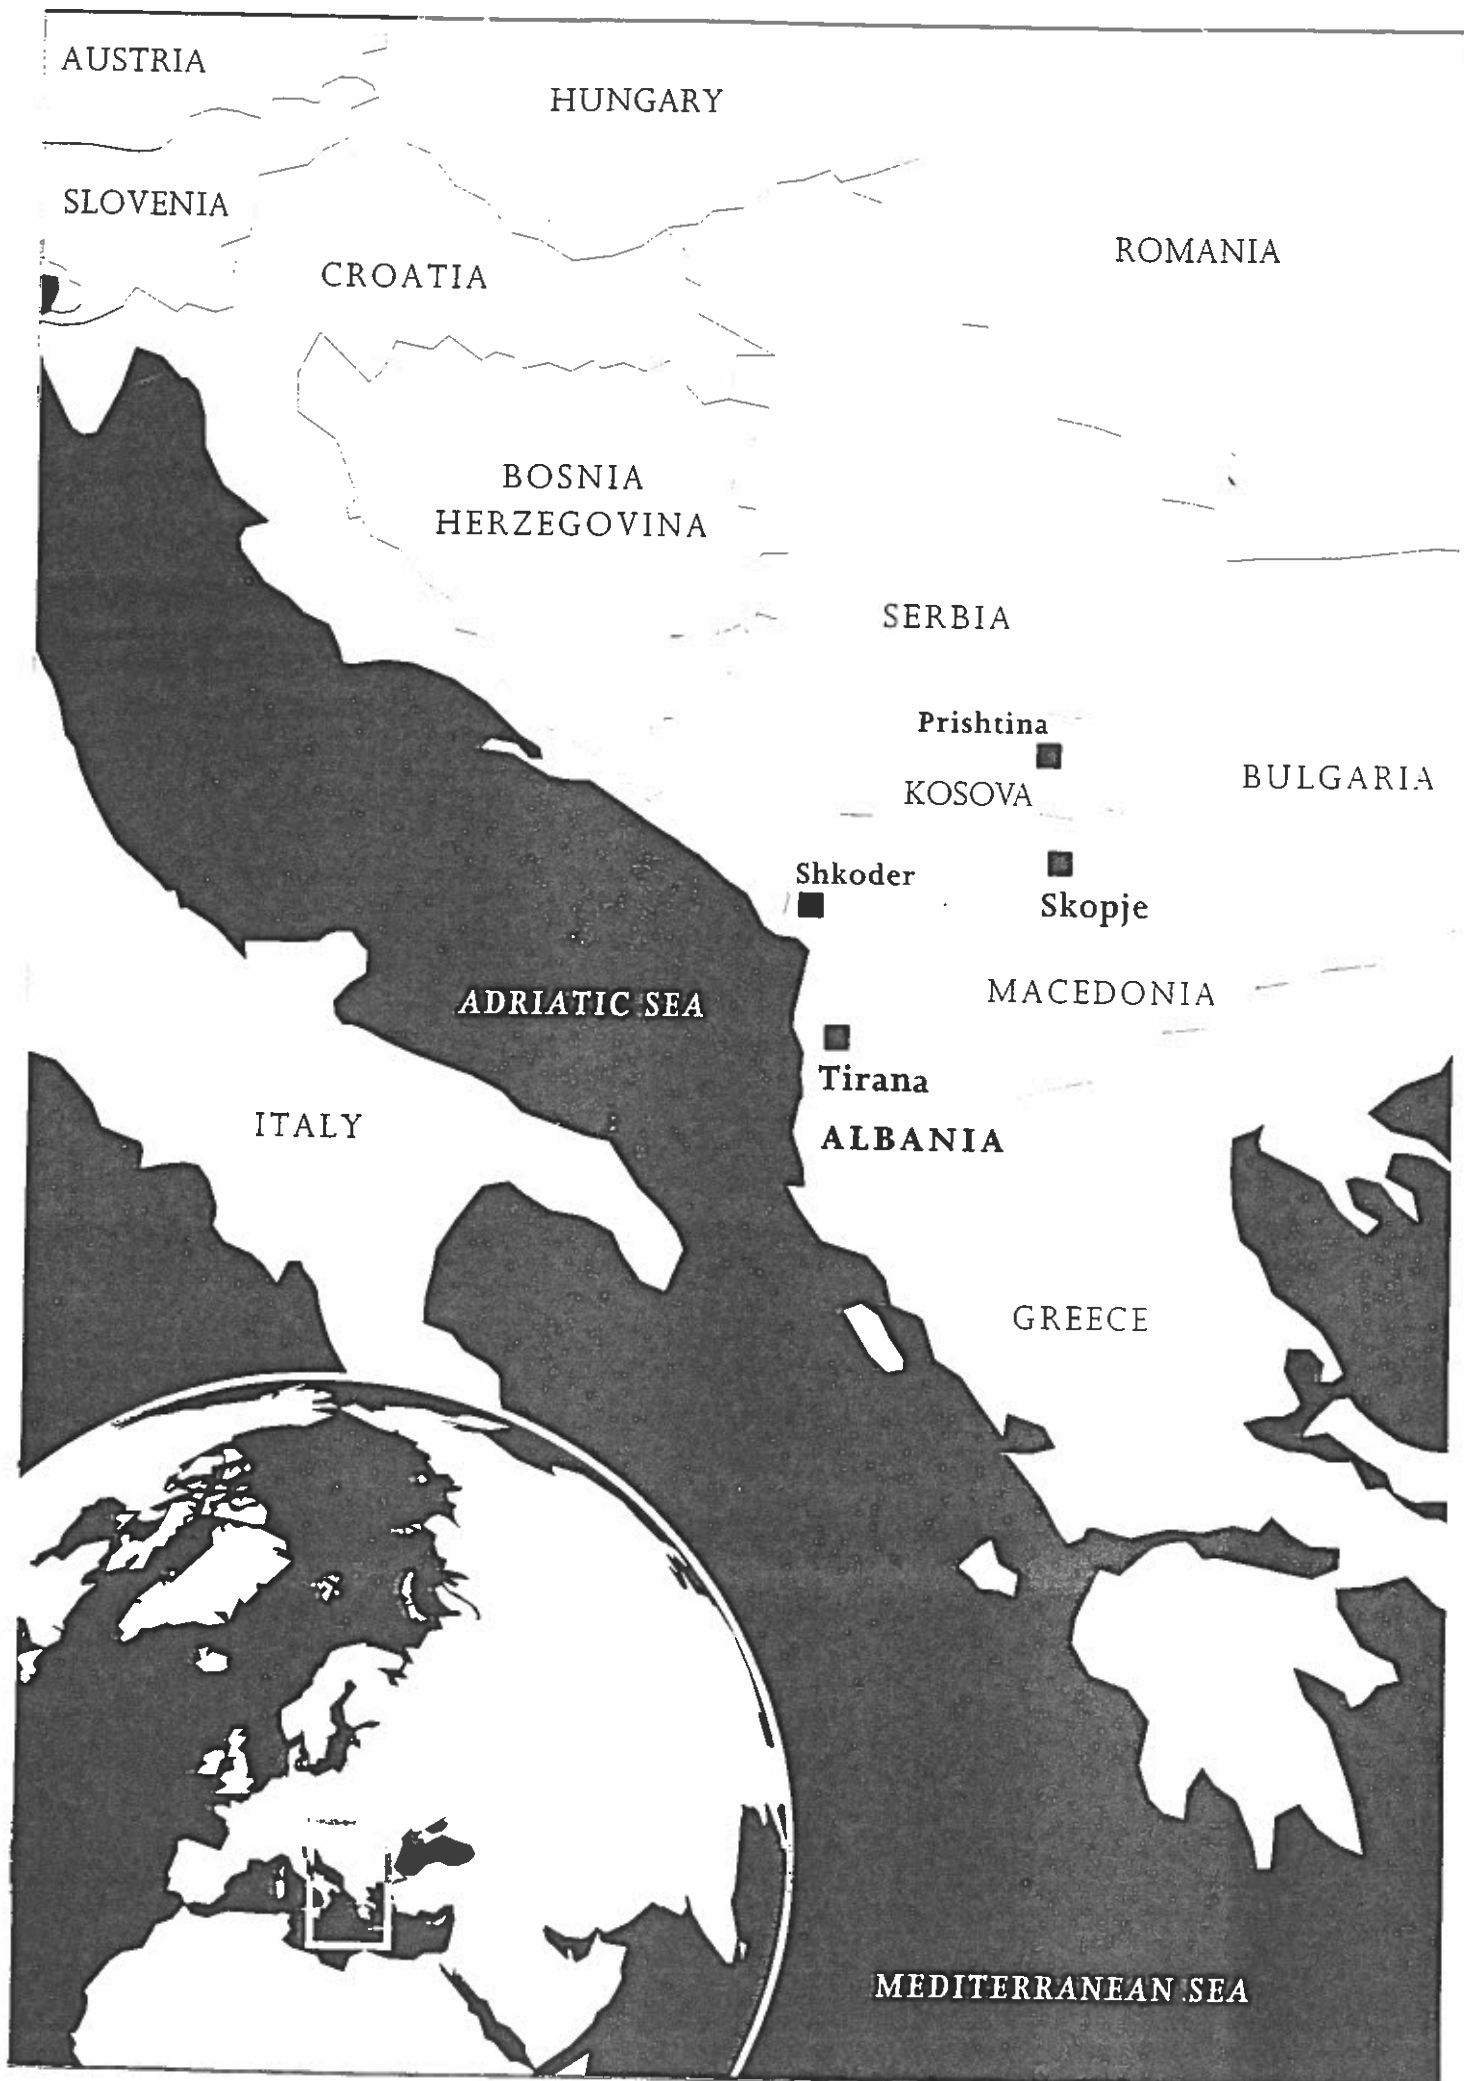 AUSTRIA
HUNGARY
SLOVENIA
ROMANIA
CROATIA
BOSNIA
HERZEGOVINA
SERBIA
Prishtina
BULGARIA
KOSOVA
Shkoder
Skopje
MACEDONIA
ADRIATIC SEA
Tirana
ITALY
ALBANIA
GREECE
MEDITERRANEAN SEA